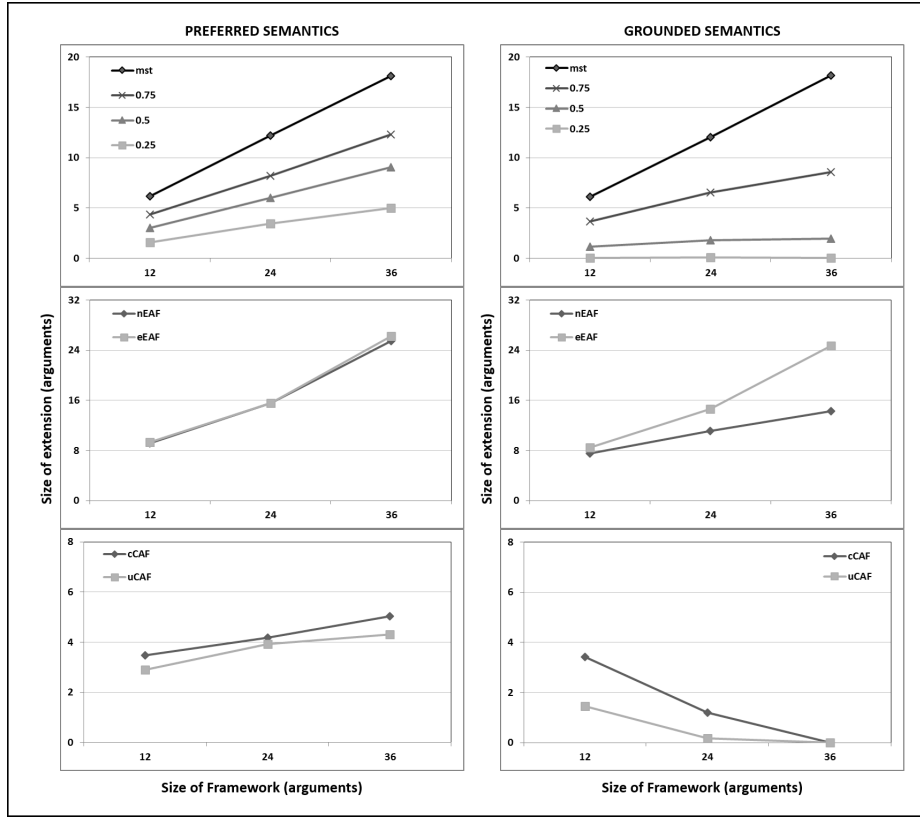 PREFERRED SEMANTICS
20
15
10
5
0
mst
0.75
0.5
0.25
12 24 36
32
24
16
8
0
nEAF
eEAF
12 24 36
8
6
4
2
0
cCAF
uCAF
12 24 36
Size of extension (arguments)
Size of Framework (arguments)
GROUNDED SEMANTICS
20
15
10
5
0
mst
0.75
0.5
0.25
12 24 36
32
24
16
8
0
nEAF
eEAF
12 24 36
8
6
4
2
0
cCAF
uCAF
12 24 36
Size of extension (arguments)
Size of Framework (arguments)